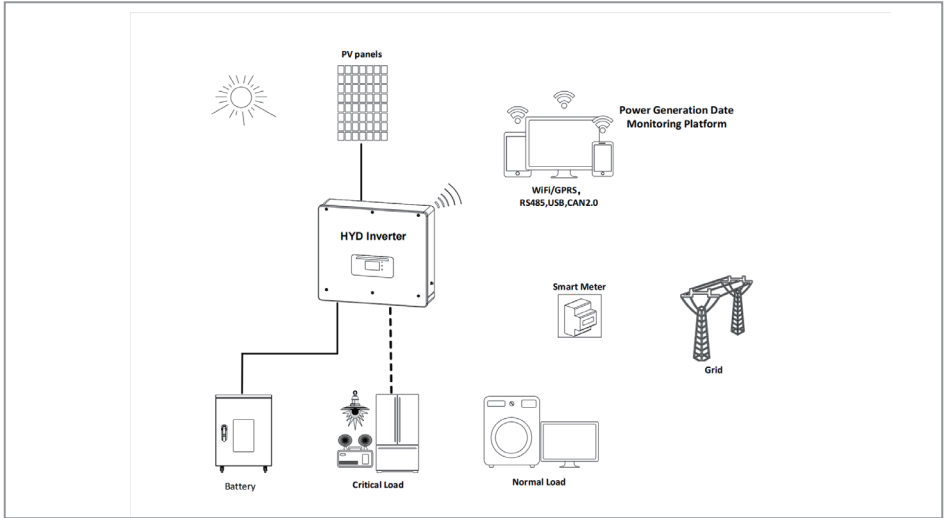 PV panels
Power Generation Date
Monitoring Platform
WiFi/GPRS,
RS485,USB,CAN2.0
HYD Inverter
Smart Meter
Grid
Battery
Critical Load
Normal Load